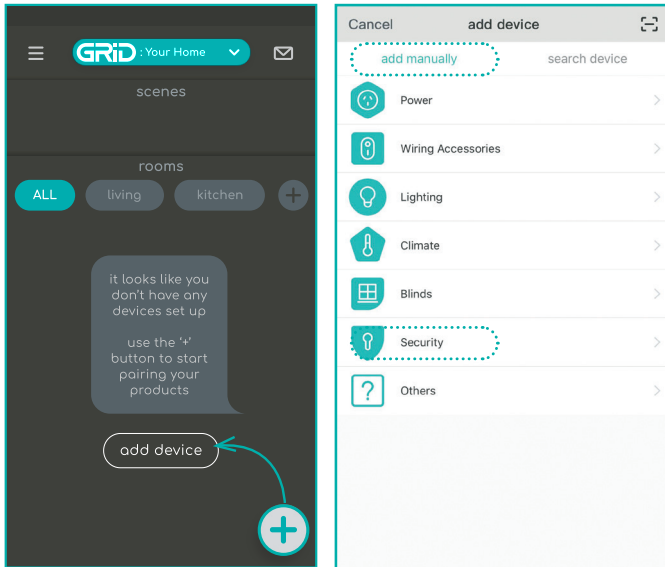 GRiD : Your Home
scenes
rooms
ALL living kitchen +
it looks like you
don't have any
devices set up
use the '+'
button to start
pairing your
products
add device
+
Cancel add device
add manually search device
Power
Wiring Accessories
Lighting
Climate
Blinds
Security
? Others